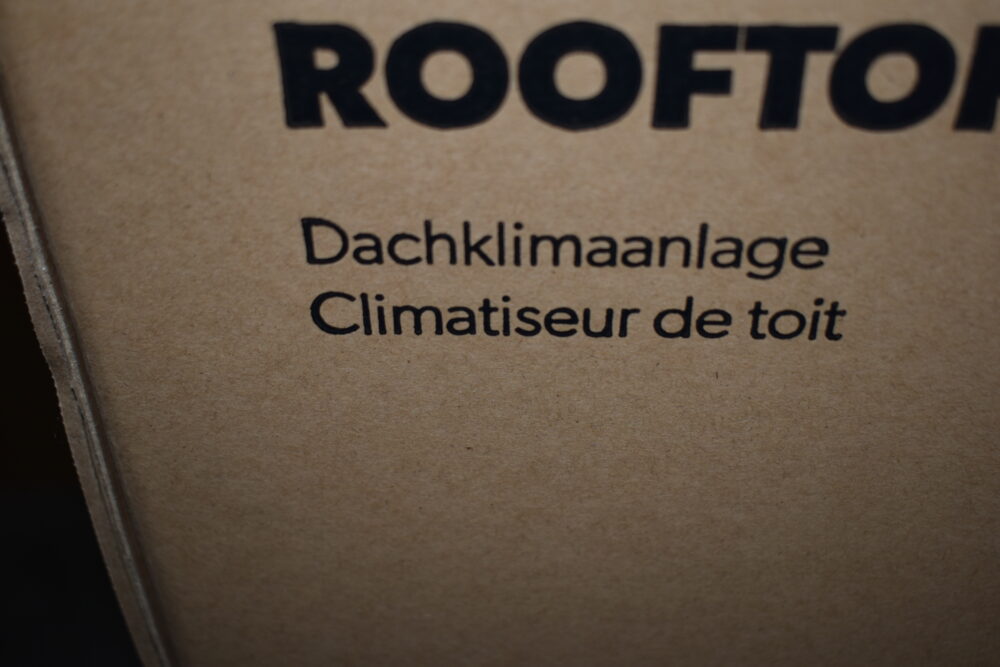 ROOFTO
Dachklimaanlage
Climatiseur de toit